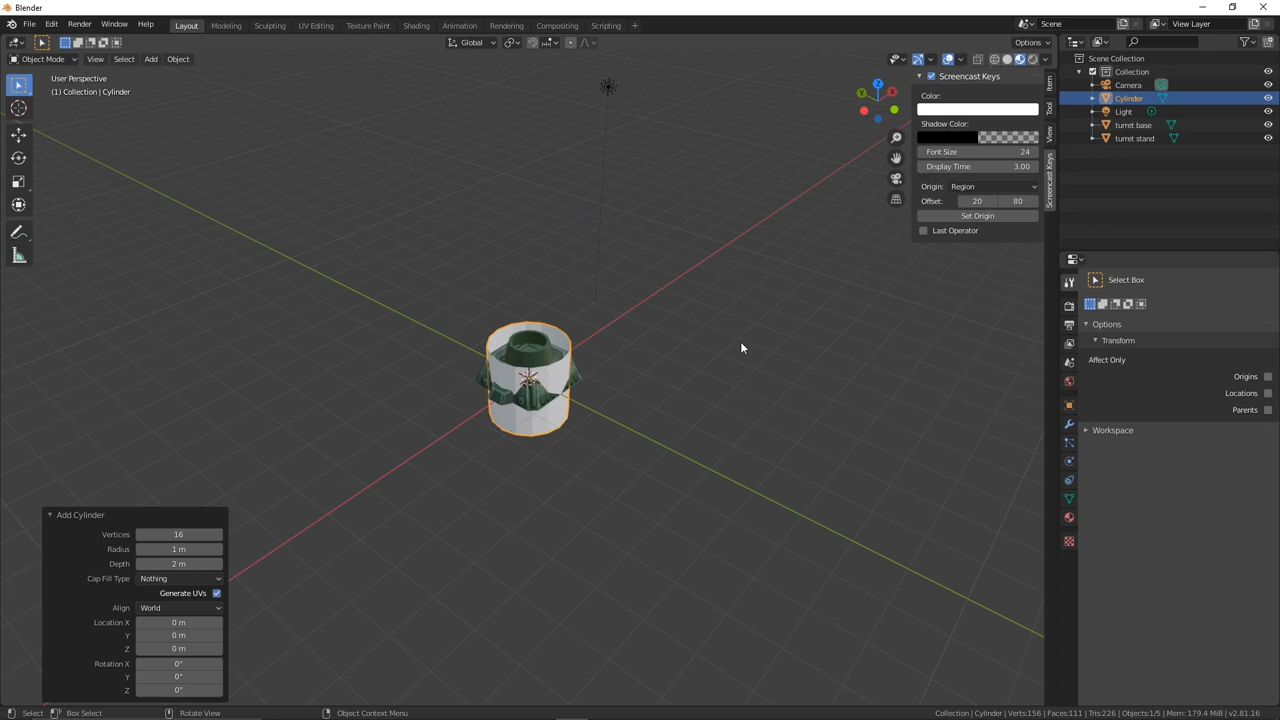 Blender
File Edit Render Window Help
Layout Modeling Sculpting UV Editing Texture Paint Shading Animation Rendering Compositing Scripting +
Scene
View Layer
Global
Options
Object Mode View Select Add Object
User Perspective
(1) Collection | Cylinder
Screencast Keys
Color:
Shadow Color:
Font Size 24
Display Time 3.00
Origin: Region
Offset: 20 80
Set Origin
Last Operator
Item
Tool
View
Screencast Keys
Scene Collection
Collection
Camera
Cylinder
Light
turret base
turret stand
Select Box
Options
Transform
Affect Only
Origins
Locations
Parents
Workspace
Add Cylinder
Vertices 16
Radius 1 m
Depth 2 m
Cap Fill Type Nothing
Generate UVs
Align World
Location X 0 m
Y 0 m
Z 0 m
Rotation X 0°
Y 0°
Z 0°
Select Box Select Rotate View Object Context Menu
Collection | Cylinder | Verts:156 | Faces:111 | Tris:226 | Objects:1/5 | Mem: 179.4 MiB | v2.81.16